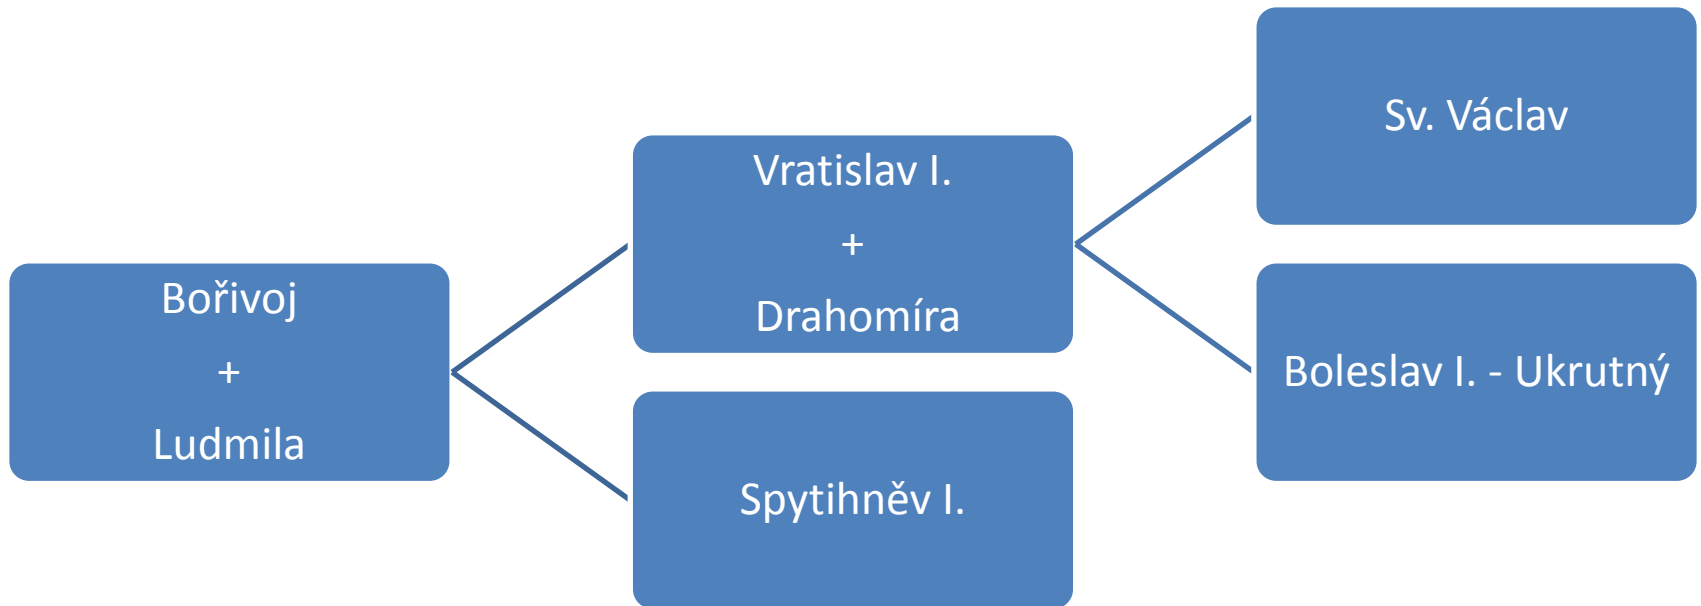 Bořivoj
+
Ludmila
Vratislav I.
+
Drahomíra
Spytihněv I.
Sv. Václav
Boleslav I. - Ukrutný